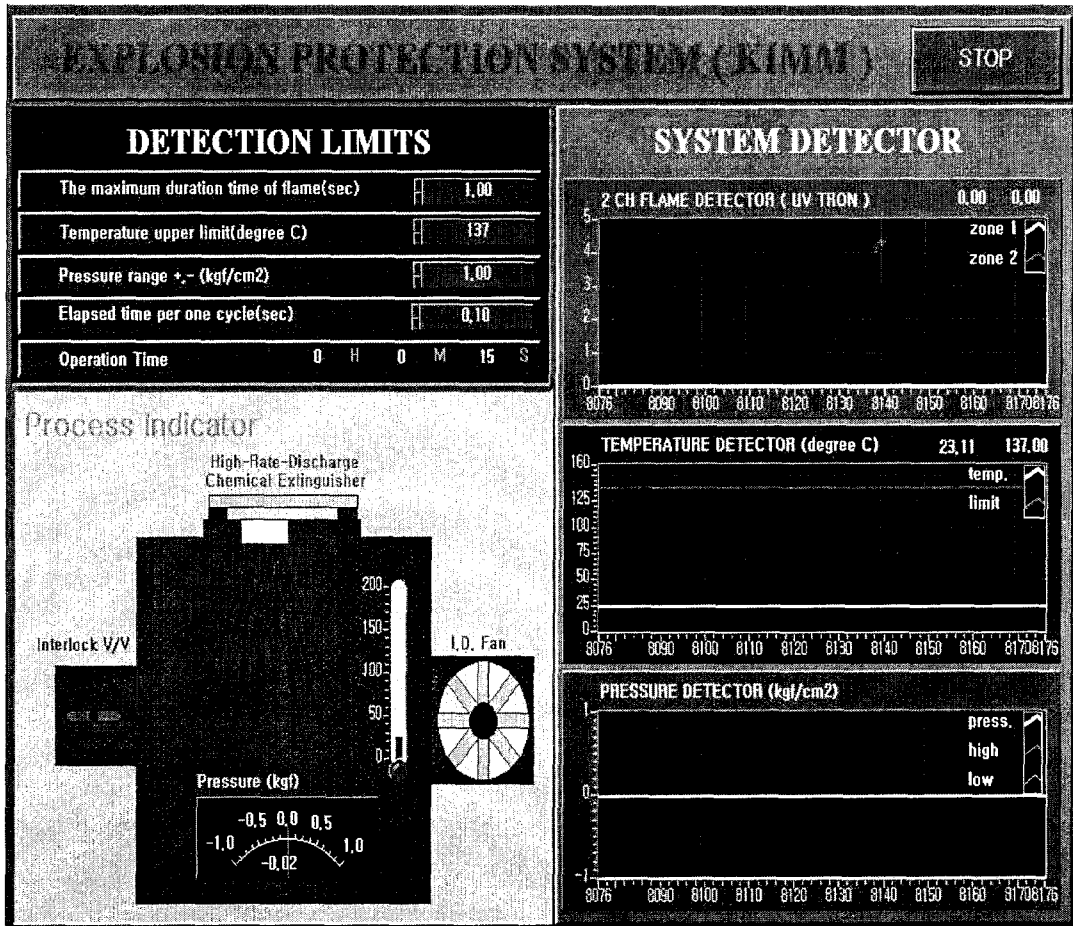 EXPLOSION PROTECTION SYSTEM ( KIMM )
STOP
DETECTION LIMITS
The maximum duration time of flame(sec) 1.00
Temperature upper limit(degree C) 137
Pressure range +,- (kgf/cm2) 1.00
Elapsed time per one cycle(sec) 0.10
Operation Time 0 H 0 M 15 S
Process Indicator
High-Rate-Discharge
Chemical Extinguisher
200
150
100
50
0
Interlock V/V
I.D. Fan
Pressure (kgf)
-0.5 0.0 0.5
-1.0 1.0
-0.02
SYSTEM DETECTOR
2 CH FLAME DETECTOR ( UV TRON ) 0.00 0.00
zone 1
zone 2
5
4
3
2
1
0
8076 8090 8100 8110 8120 8130 8140 8150 8160 8170 8176
TEMPERATURE DETECTOR (degree C) 23.11 137.00
temp.
limit
160
125
100
75
50
25
0
8076 8090 8100 8110 8120 8130 8140 8150 8160 8170 8176
PRESSURE DETECTOR (kgf/cm2)
press.
high
low
1
0
-1
8076 8090 8100 8110 8120 8130 8140 8150 8160 8170 8176